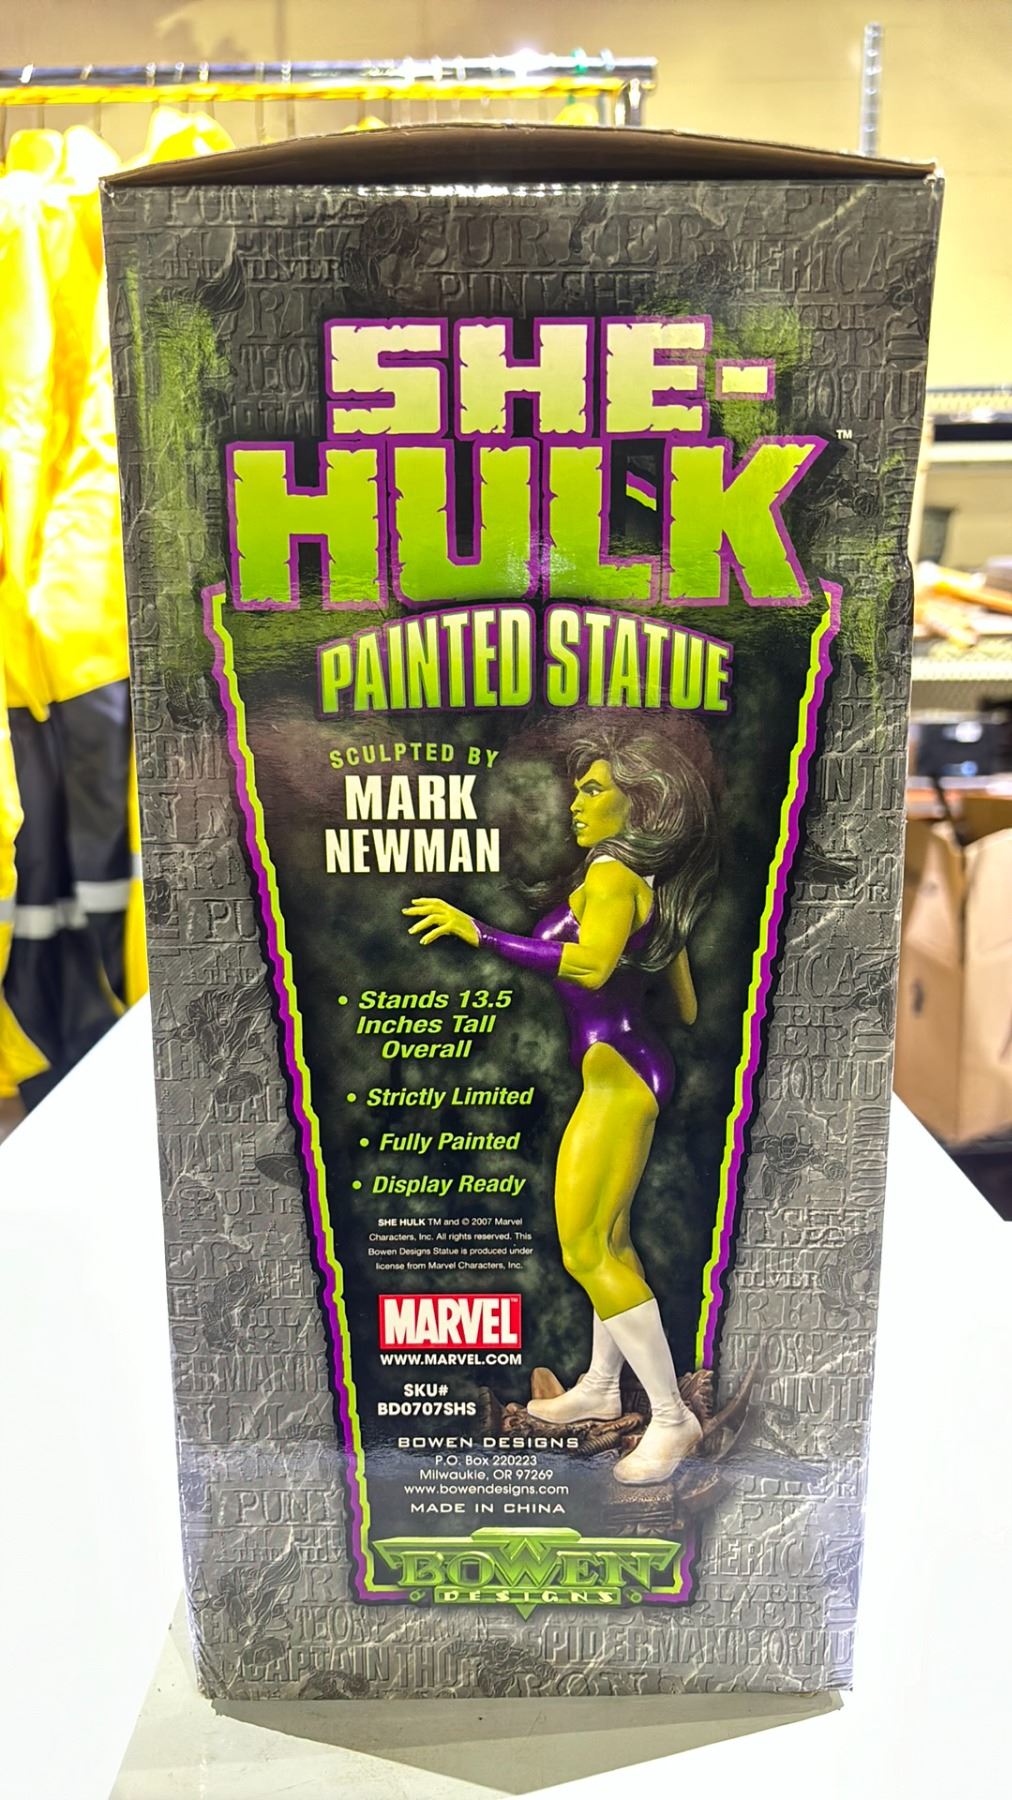 SHE-
HULK™
PAINTED STATUE
SCULPTED BY
MARK
NEWMAN
• Stands 13.5
Inches Tall
Overall
• Strictly Limited
• Fully Painted
• Display Ready
SHE HULK TM and © 2007 Marvel
Characters, Inc. All rights reserved. This
Bowen Designs Statue is produced under
license from Marvel Characters, Inc.
MARVEL
WWW.MARVEL.COM
SKU#
BD0707SHS
BOWEN DESIGNS
P.O. Box 220223
Milwaukie, OR 97269
www.bowendesigns.com
MADE IN CHINA
BOWEN
DESIGNS